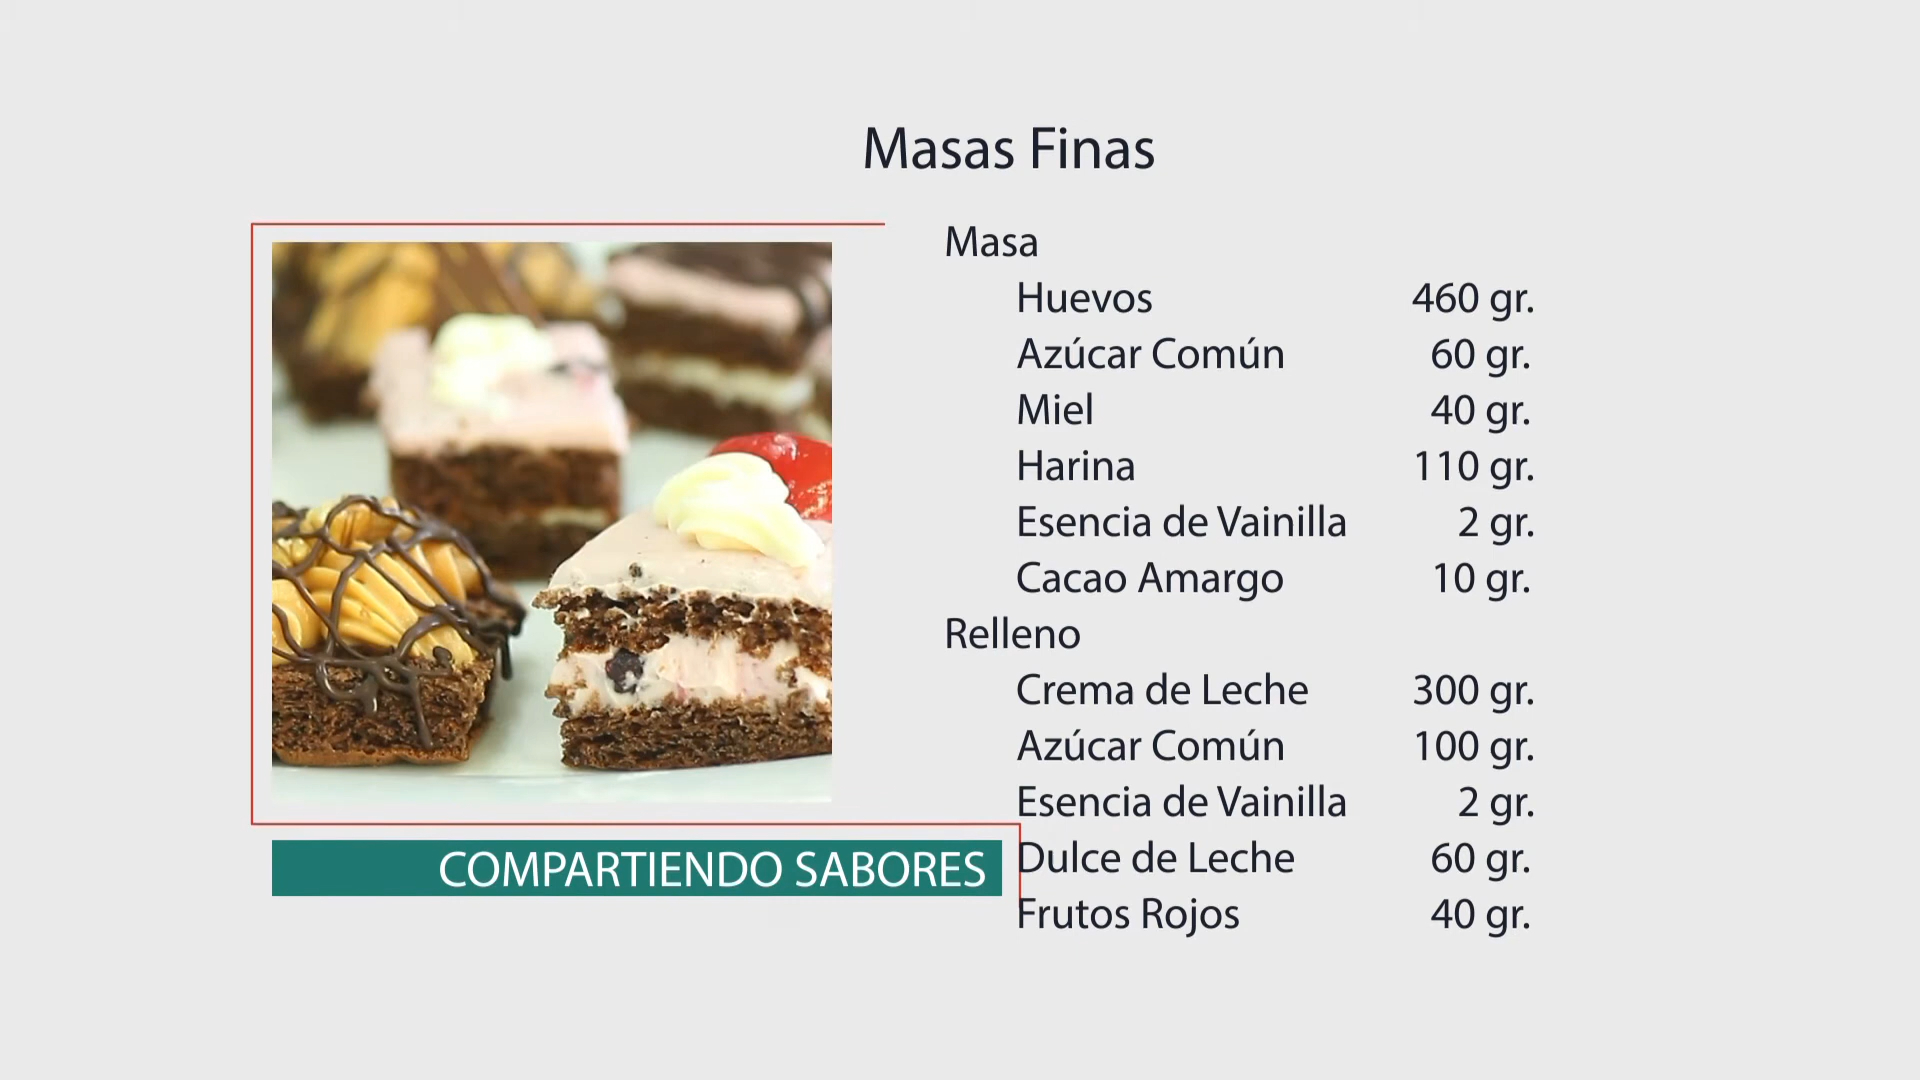 Masas Finas
Masa
Huevos 460 gr.
Azúcar Común 60 gr.
Miel 40 gr.
Harina 110 gr.
Esencia de Vainilla 2 gr.
Cacao Amargo 10 gr.
Relleno
Crema de Leche 300 gr.
Azúcar Común 100 gr.
Esencia de Vainilla 2 gr.
Dulce de Leche 60 gr.
Frutos Rojos 40 gr.
COMPARTIENDO SABORES